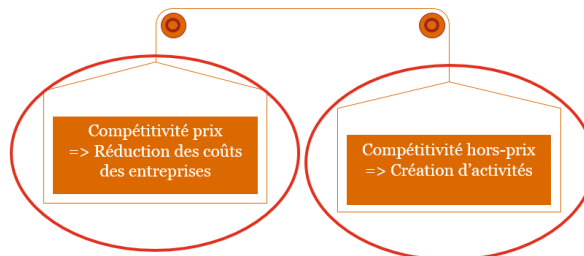 Compétitivité prix
=> Réduction des coûts
des entreprises
Compétitivité hors-prix
=> Création d'activités